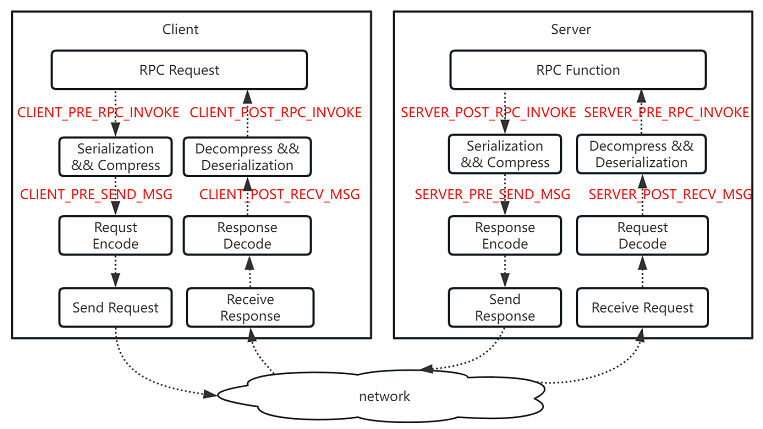 Client
Server
RPC Request
RPC Function
CLIENT_PRE_RPC_INVOKE
CLIENT_POST_RPC_INVOKE
SERVER_POST_RPC_INVOKE
SERVER_PRE_RPC_INVOKE
Serialization
&& Compress
Decompress &&
Deserialization
Serialization
&& Compress
Decompress &&
Deserialization
CLIENT_PRE_SEND_MSG
CLIENT_POST_RECV_MSG
SERVER_PRE_SEND_MSG
SERVER_POST_RECV_MSG
Requst
Encode
Response
Decode
Response
Encode
Request
Decode
Send Request
Receive
Response
Send
Response
Receive Request
network